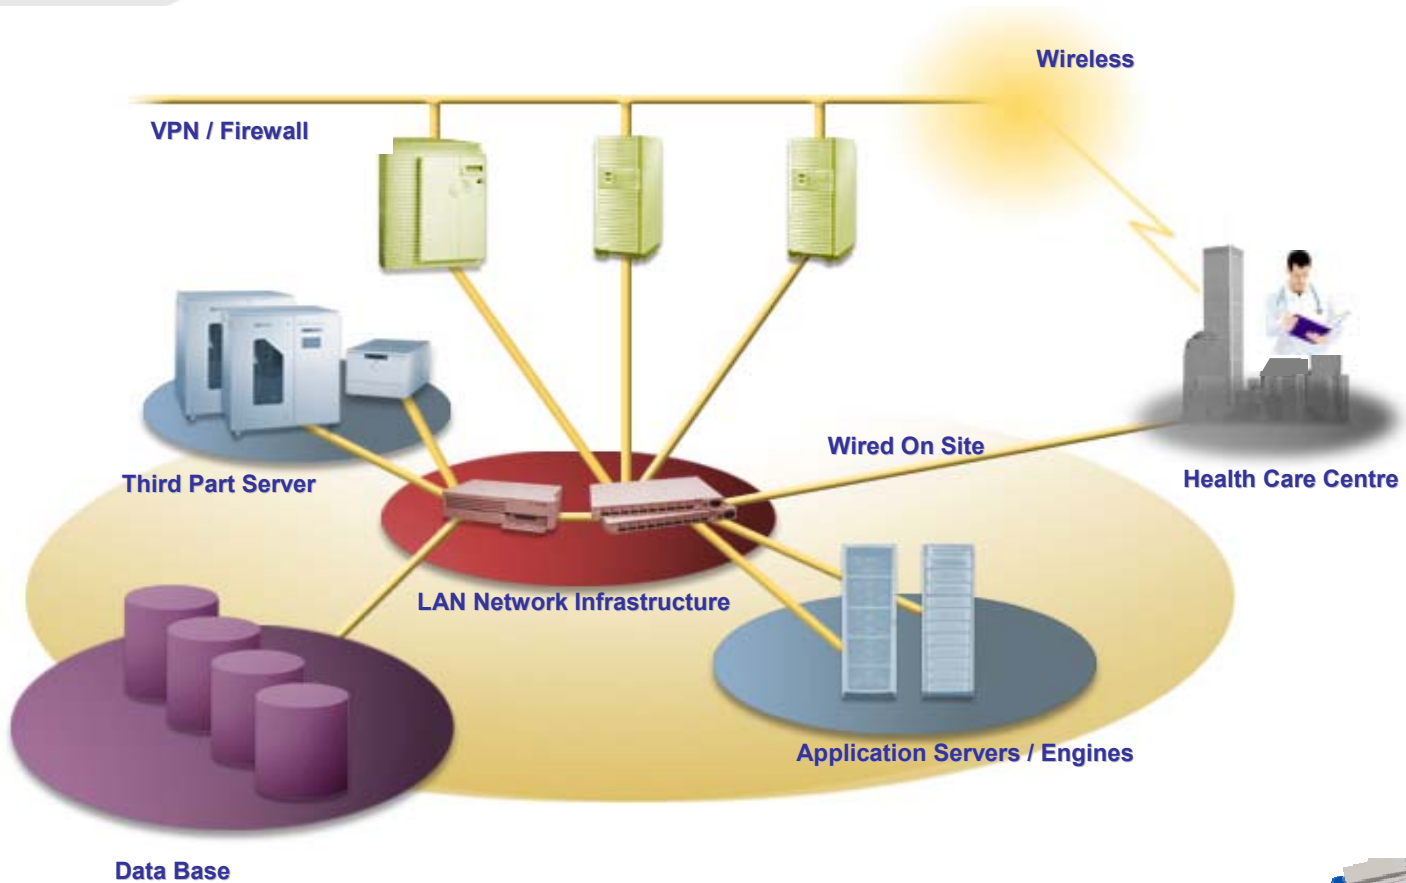 Wireless
VPN / Firewall
Wired On Site
Third Part Server
Health Care Centre
LAN Network Infrastructure
Application Servers / Engines
Data Base